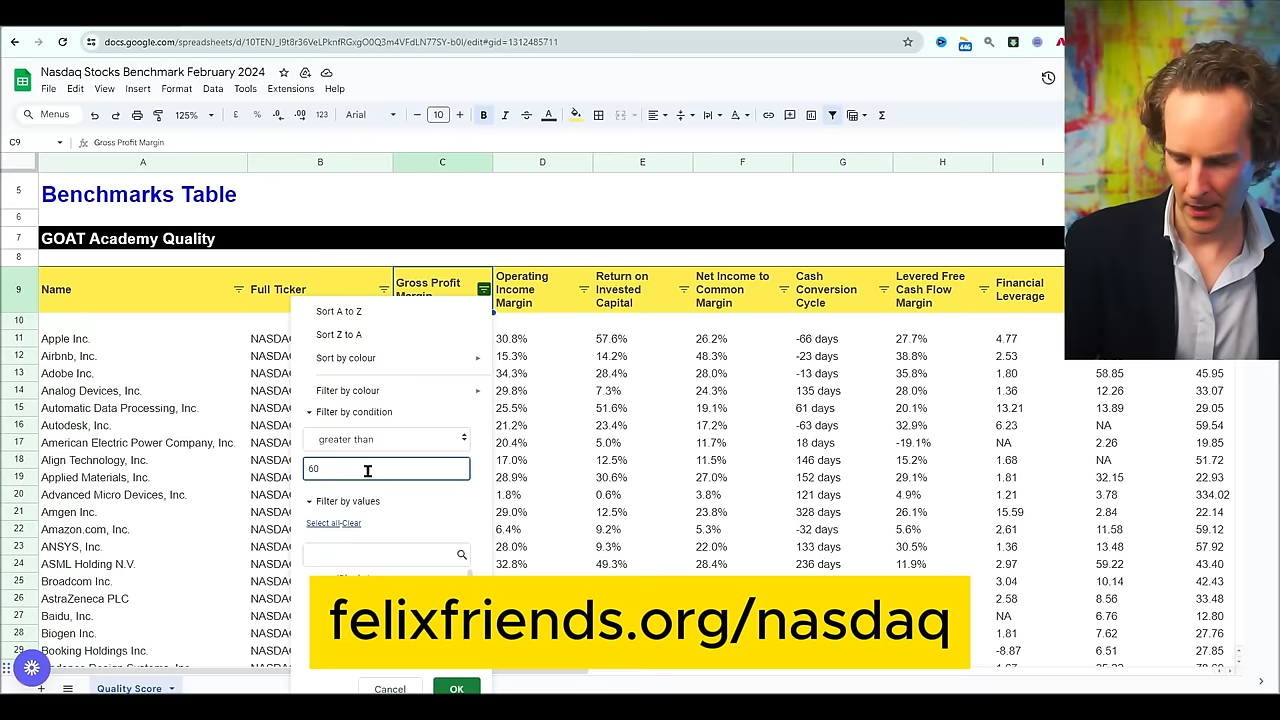 docs.google.com/spreadsheets/d/10TENJ_I9t8r36VeLPknfRGxgO0Q3m4VFdLN77SY-b0I/edit#gid=1312485711
446
Nasdaq Stocks Benchmark February 2024
File Edit View Insert Format Data Tools Extensions Help
Menus 125% £ % .0 .00 123 Arial 10 B I A
C9 fx Gross Profit Margin
A B C D E F G H I
5 Benchmarks Table
6
7 GOAT Academy Quality
8
9 Name Full Ticker Gross Profit Margin Operating Income Margin Return on Invested Capital Net Income to Common Margin Cash Conversion Cycle Levered Free Cash Flow Margin Financial Leverage
10
11 Apple Inc. NASDA 30.8% 57.6% 26.2% -66 days 27.7% 4.77
12 Airbnb, Inc. NASDA 15.3% 14.2% 48.3% -23 days 38.8% 2.53
13 Adobe Inc. NASDA 34.3% 28.4% 28.0% -13 days 35.8% 1.80 58.85 45.95
14 Analog Devices, Inc. NASDA 29.8% 7.3% 24.3% 135 days 28.0% 1.36 12.26 33.07
15 Automatic Data Processing, Inc. NASDA 25.5% 51.6% 19.1% 61 days 20.1% 13.21 13.89 29.05
16 Autodesk, Inc. NASDA 21.2% 23.4% 17.2% -63 days 32.9% 6.23 NA 59.54
17 American Electric Power Company, Inc. NASDA 20.4% 5.0% 11.7% 18 days -19.1% NA 2.26 19.85
18 Align Technology, Inc. NASDA 17.0% 12.5% 11.5% 146 days 15.2% 1.68 NA 51.72
19 Applied Materials, Inc. NASDA 28.9% 30.6% 27.0% 152 days 29.1% 1.81 32.15 22.93
20 Advanced Micro Devices, Inc. NASDA 1.8% 0.6% 3.8% 121 days 4.9% 1.21 3.78 334.02
21 Amgen Inc. NASDA 29.0% 12.5% 23.8% 328 days 26.1% 15.59 2.84 22.14
22 Amazon.com, Inc. NASDA 6.4% 9.2% 5.3% -32 days 5.6% 2.61 11.58 59.12
23 ANSYS, Inc. NASDA 28.0% 9.3% 22.0% 133 days 30.5% 1.36 13.48 57.92
24 ASML Holding N.V. NASDA 32.8% 49.3% 28.4% 236 days 11.9% 2.97 59.22 43.40
25 Broadcom Inc. NASDA 3.04 10.14 42.43
26 AstraZeneca PLC NASDA 2.58 8.56 33.48
27 Baidu, Inc. NASDA NA 6.76 12.80
28 Biogen Inc. NASDA 1.81 7.62 27.76
29 Booking Holdings Inc. NASDA -8.87 6.51 27.85
Sort A to Z
Sort Z to A
Sort by colour
Filter by colour
Filter by condition
greater than
60
Filter by values
Select all-Clear
felixfriends.org/nasdaq
Cancel OK
Quality Score